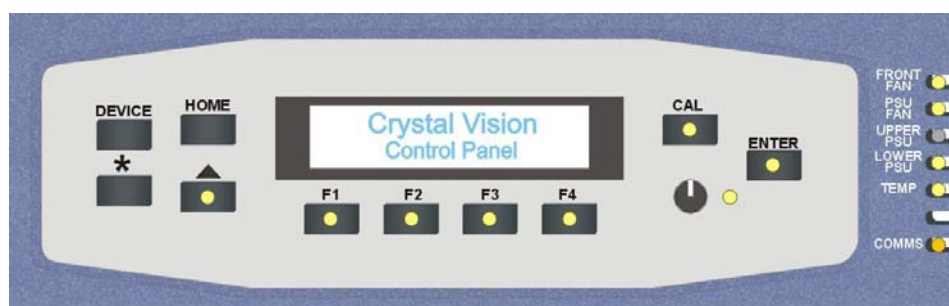 DEVICE
HOME
*
Crystal Vision
Control Panel
F1
F2
F3
F4
CAL
ENTER
FRONT
FAN
PSU
FAN
UPPER
PSU
LOWER
PSU
TEMP
COMMS